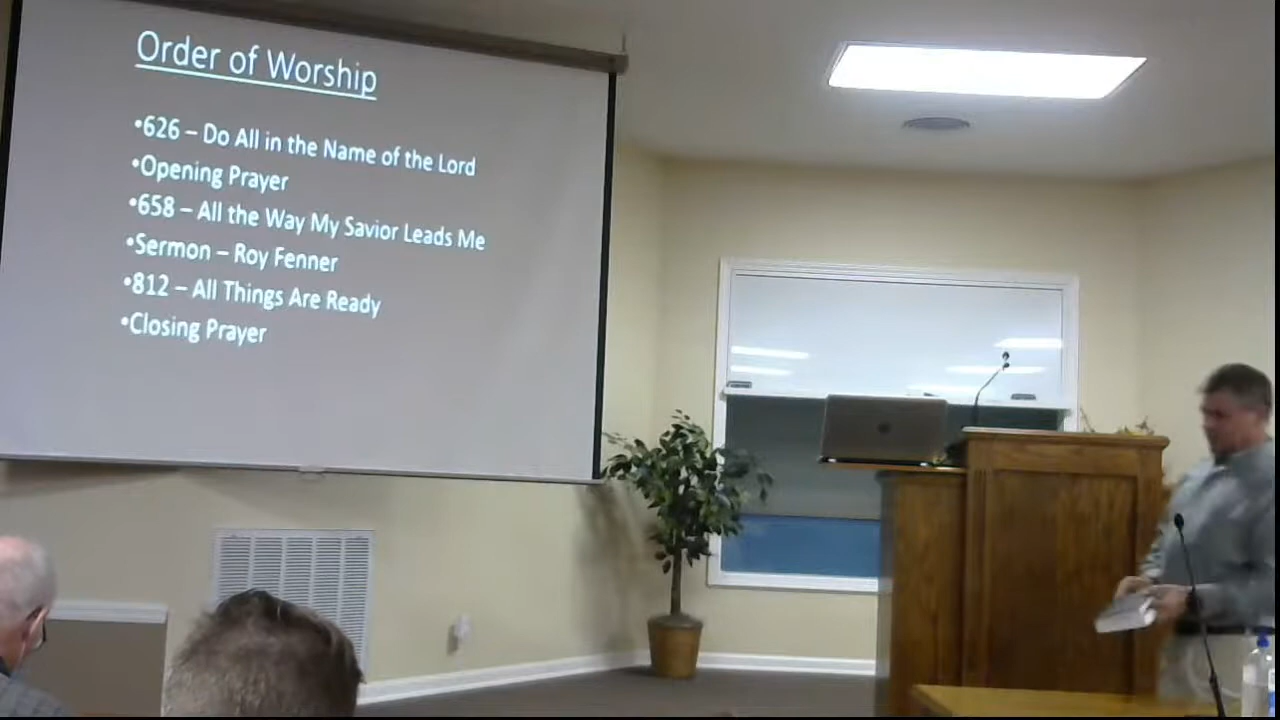 Order of Worship
•626 – Do All in the Name of the Lord
•Opening Prayer
•658 – All the Way My Savior Leads Me
•Sermon – Roy Fenner
•812 – All Things Are Ready
•Closing Prayer